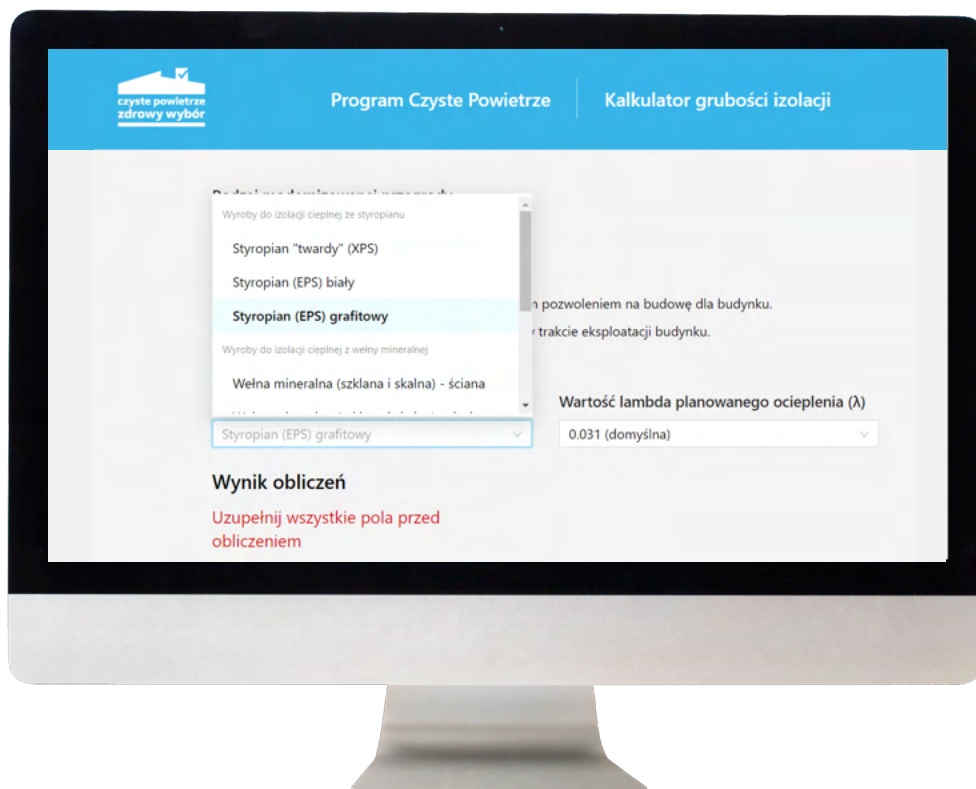 czyste powietrze
zdrowy wybór
Program Czyste Powietrze
Kalkulator grubości izolacji
Rodzaj modernizowanej przegrody
Wyroby do izolacji cieplnej ze styropianu
Styropian "twardy" (XPS)
Styropian (EPS) biały
Styropian (EPS) grafitowy
pozwoleniem na budowę dla budynku.
trakcie eksploatacji budynku.
Wyroby do izolacji cieplnej z wełny mineralnej
Wełna mineralna (szklana i skalna) - ściana
Wartość lambda planowanego ocieplenia (λ)
Styropian (EPS) grafitowy
0.031 (domyślna)
Wynik obliczeń
Uzupełnij wszystkie pola przed
obliczeniem